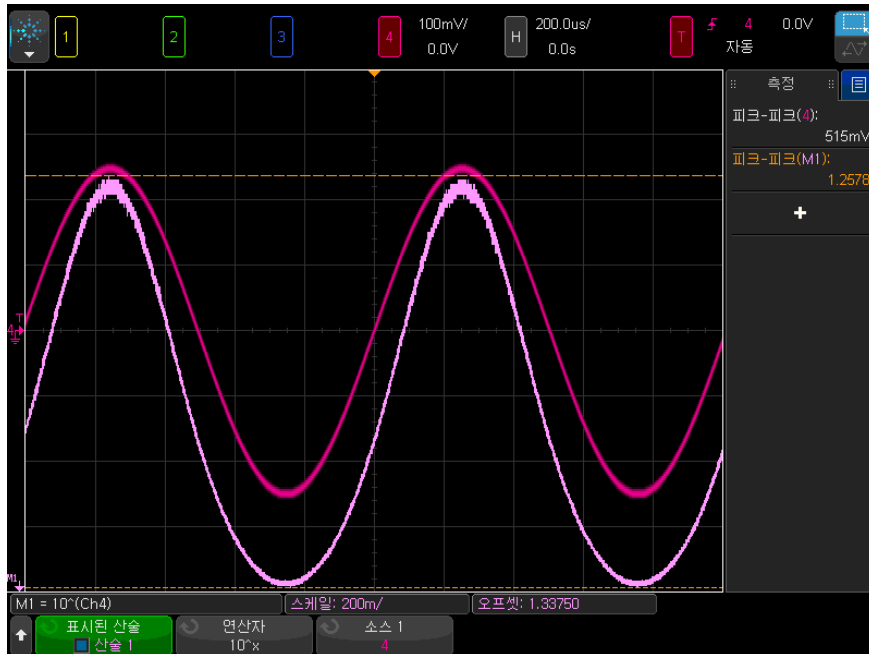 1 2 3 4 100mV/ 0.0V H 200.0us/ 0.0s T 4 0.0V 자동
측정
피크-피크(4):
515mV
피크-피크(M1):
1.2578
+
T
4
M1
M1 = 10^(Ch4) 스케일: 200m/ 오프셋: 1.33750
표시된 산술 연산자 소스 1
산술 1 10^x 4